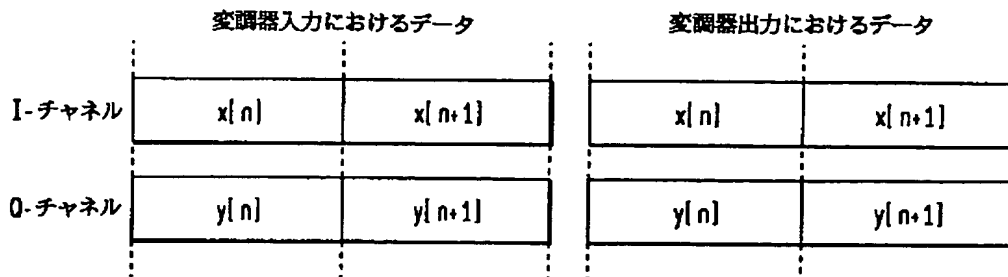 変調器入力におけるデータ 変調器出力におけるデータ
I-チャネル x[n] x[n+1] x[n] x[n+1]
Q-チャネル y[n] y[n+1] y[n] y[n+1]